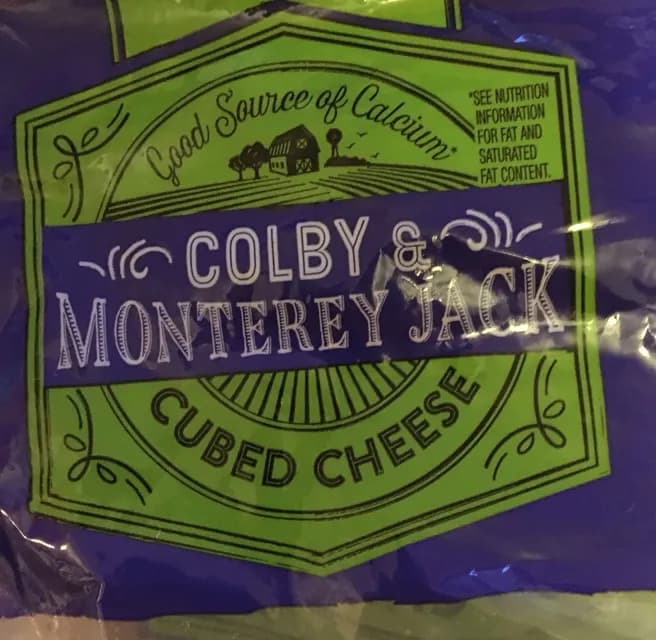 Good Source of Calcium*
*SEE NUTRITION
INFORMATION
FOR FAT AND
SATURATED
FAT CONTENT.
COLBY &
MONTEREY JACK
CUBED CHEESE